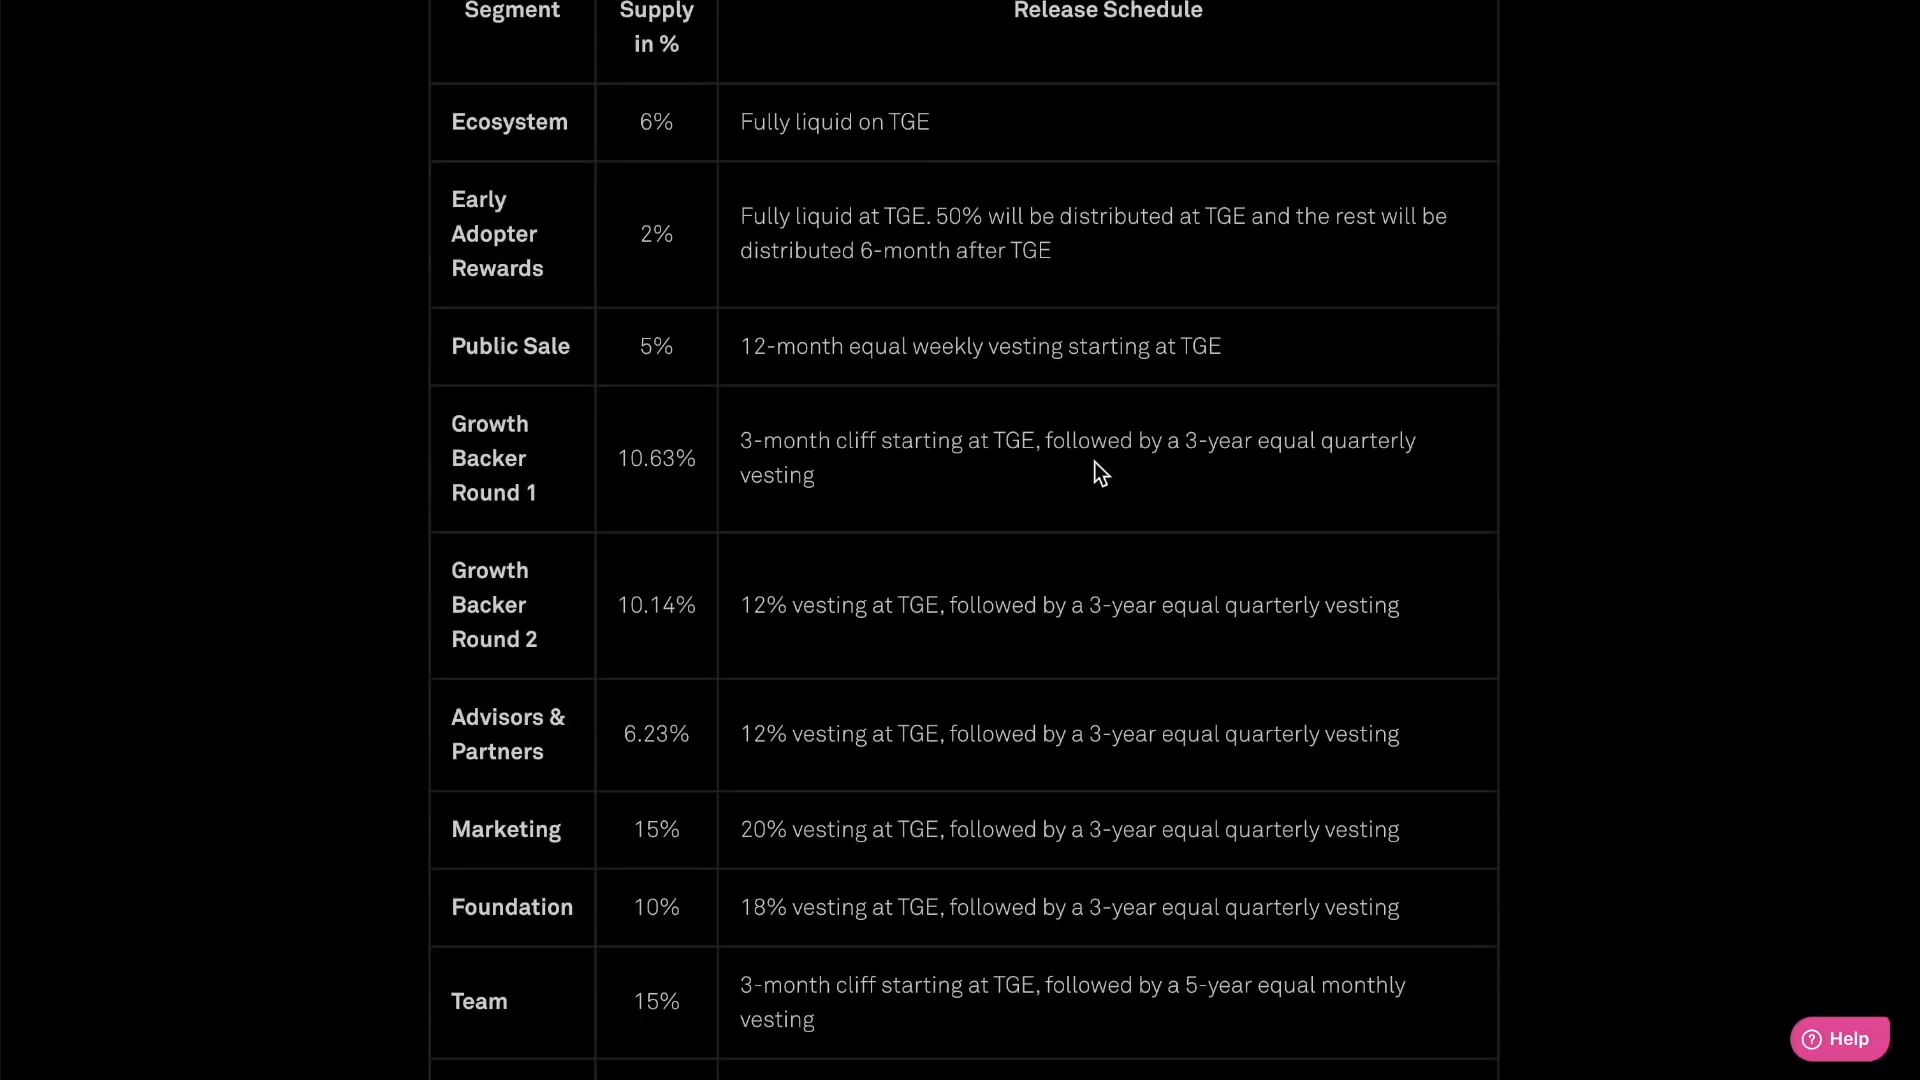 Segment
Supply
in %
Release Schedule
Ecosystem
6%
Fully liquid on TGE
Early
Adopter
Rewards
2%
Fully liquid at TGE. 50% will be distributed at TGE and the rest will be
distributed 6-month after TGE
Public Sale
5%
12-month equal weekly vesting starting at TGE
Growth
Backer
Round 1
10.63%
3-month cliff starting at TGE, followed by a 3-year equal quarterly
vesting
Growth
Backer
Round 2
10.14%
12% vesting at TGE, followed by a 3-year equal quarterly vesting
Advisors &
Partners
6.23%
12% vesting at TGE, followed by a 3-year equal quarterly vesting
Marketing
15%
20% vesting at TGE, followed by a 3-year equal quarterly vesting
Foundation
10%
18% vesting at TGE, followed by a 3-year equal quarterly vesting
Team
15%
3-month cliff starting at TGE, followed by a 5-year equal monthly
vesting
Help